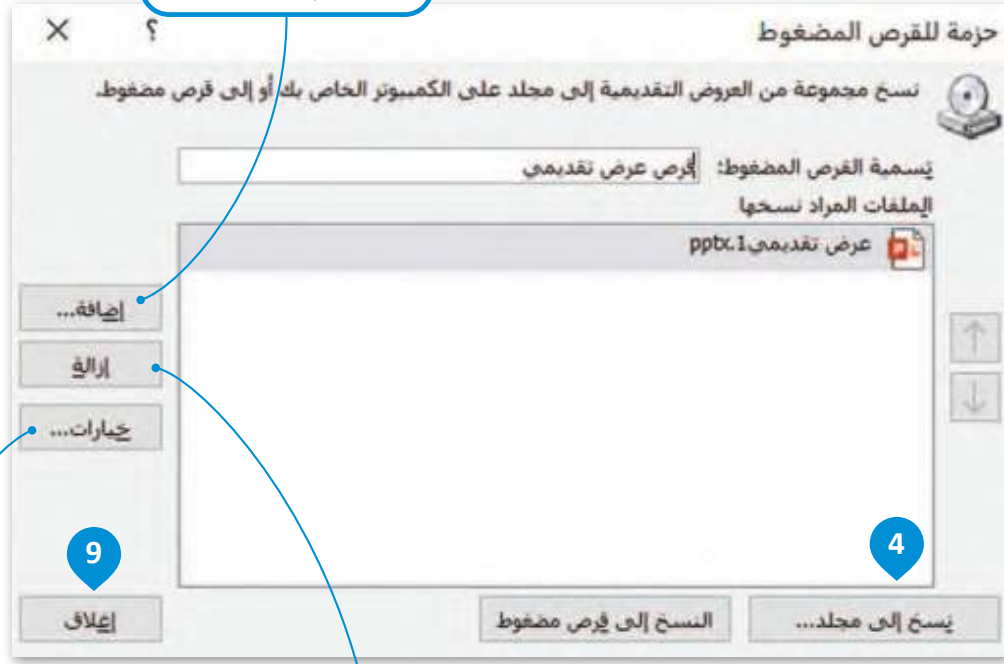 حزمة للقرص المضغوط
؟ ×
نسخ مجموعة من العروض التقديمية إلى مجلد على الكمبيوتر الخاص بك أو إلى قرص مضغوط.
تسمية القرص المضغوط: قرص عرض تقديمي
الملفات المراد نسخها
عرض تقديمي1.pptx
إضافة...
إزالة
خيارات...
4
9
نسخ إلى مجلد...
النسخ إلى قرص مضغوط
إغلاق